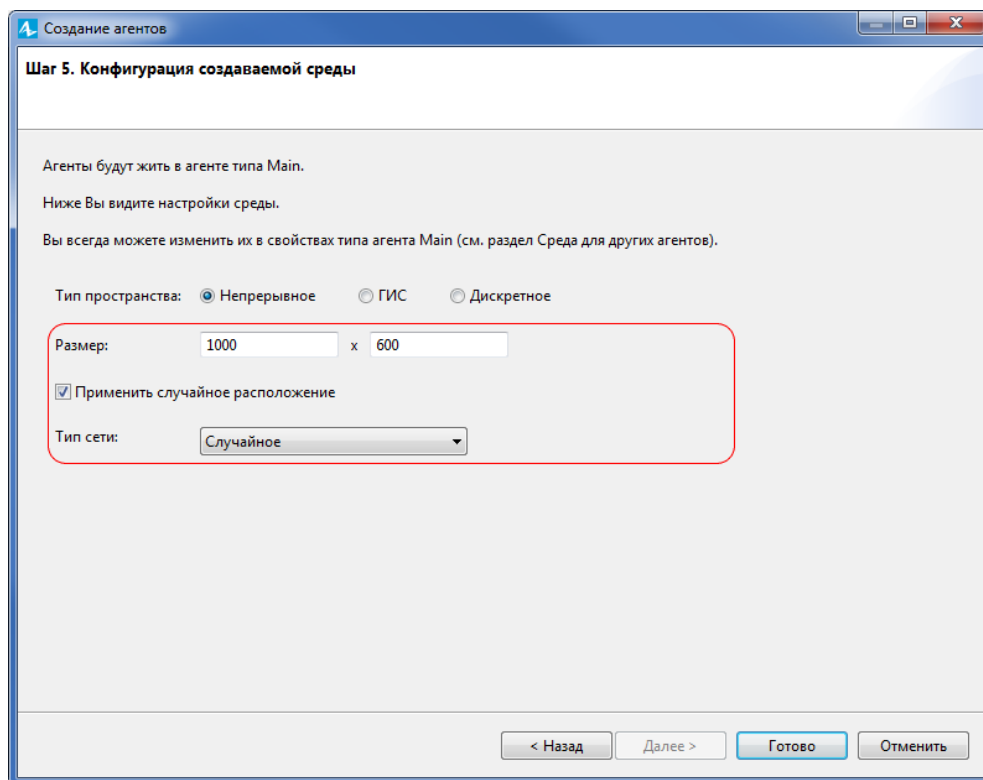 Создание агентов
Шаг 5. Конфигурация создаваемой среды
Агенты будут жить в агенте типа Main.
Ниже Вы видите настройки среды.
Вы всегда можете изменить их в свойствах типа агента Main (см. раздел Среда для других агентов).
Тип пространства: Непрерывное ГИС Дискретное
Размер: 1000 x 600
Применить случайное расположение
Тип сети: Случайное
< Назад Далее > Готово Отменить